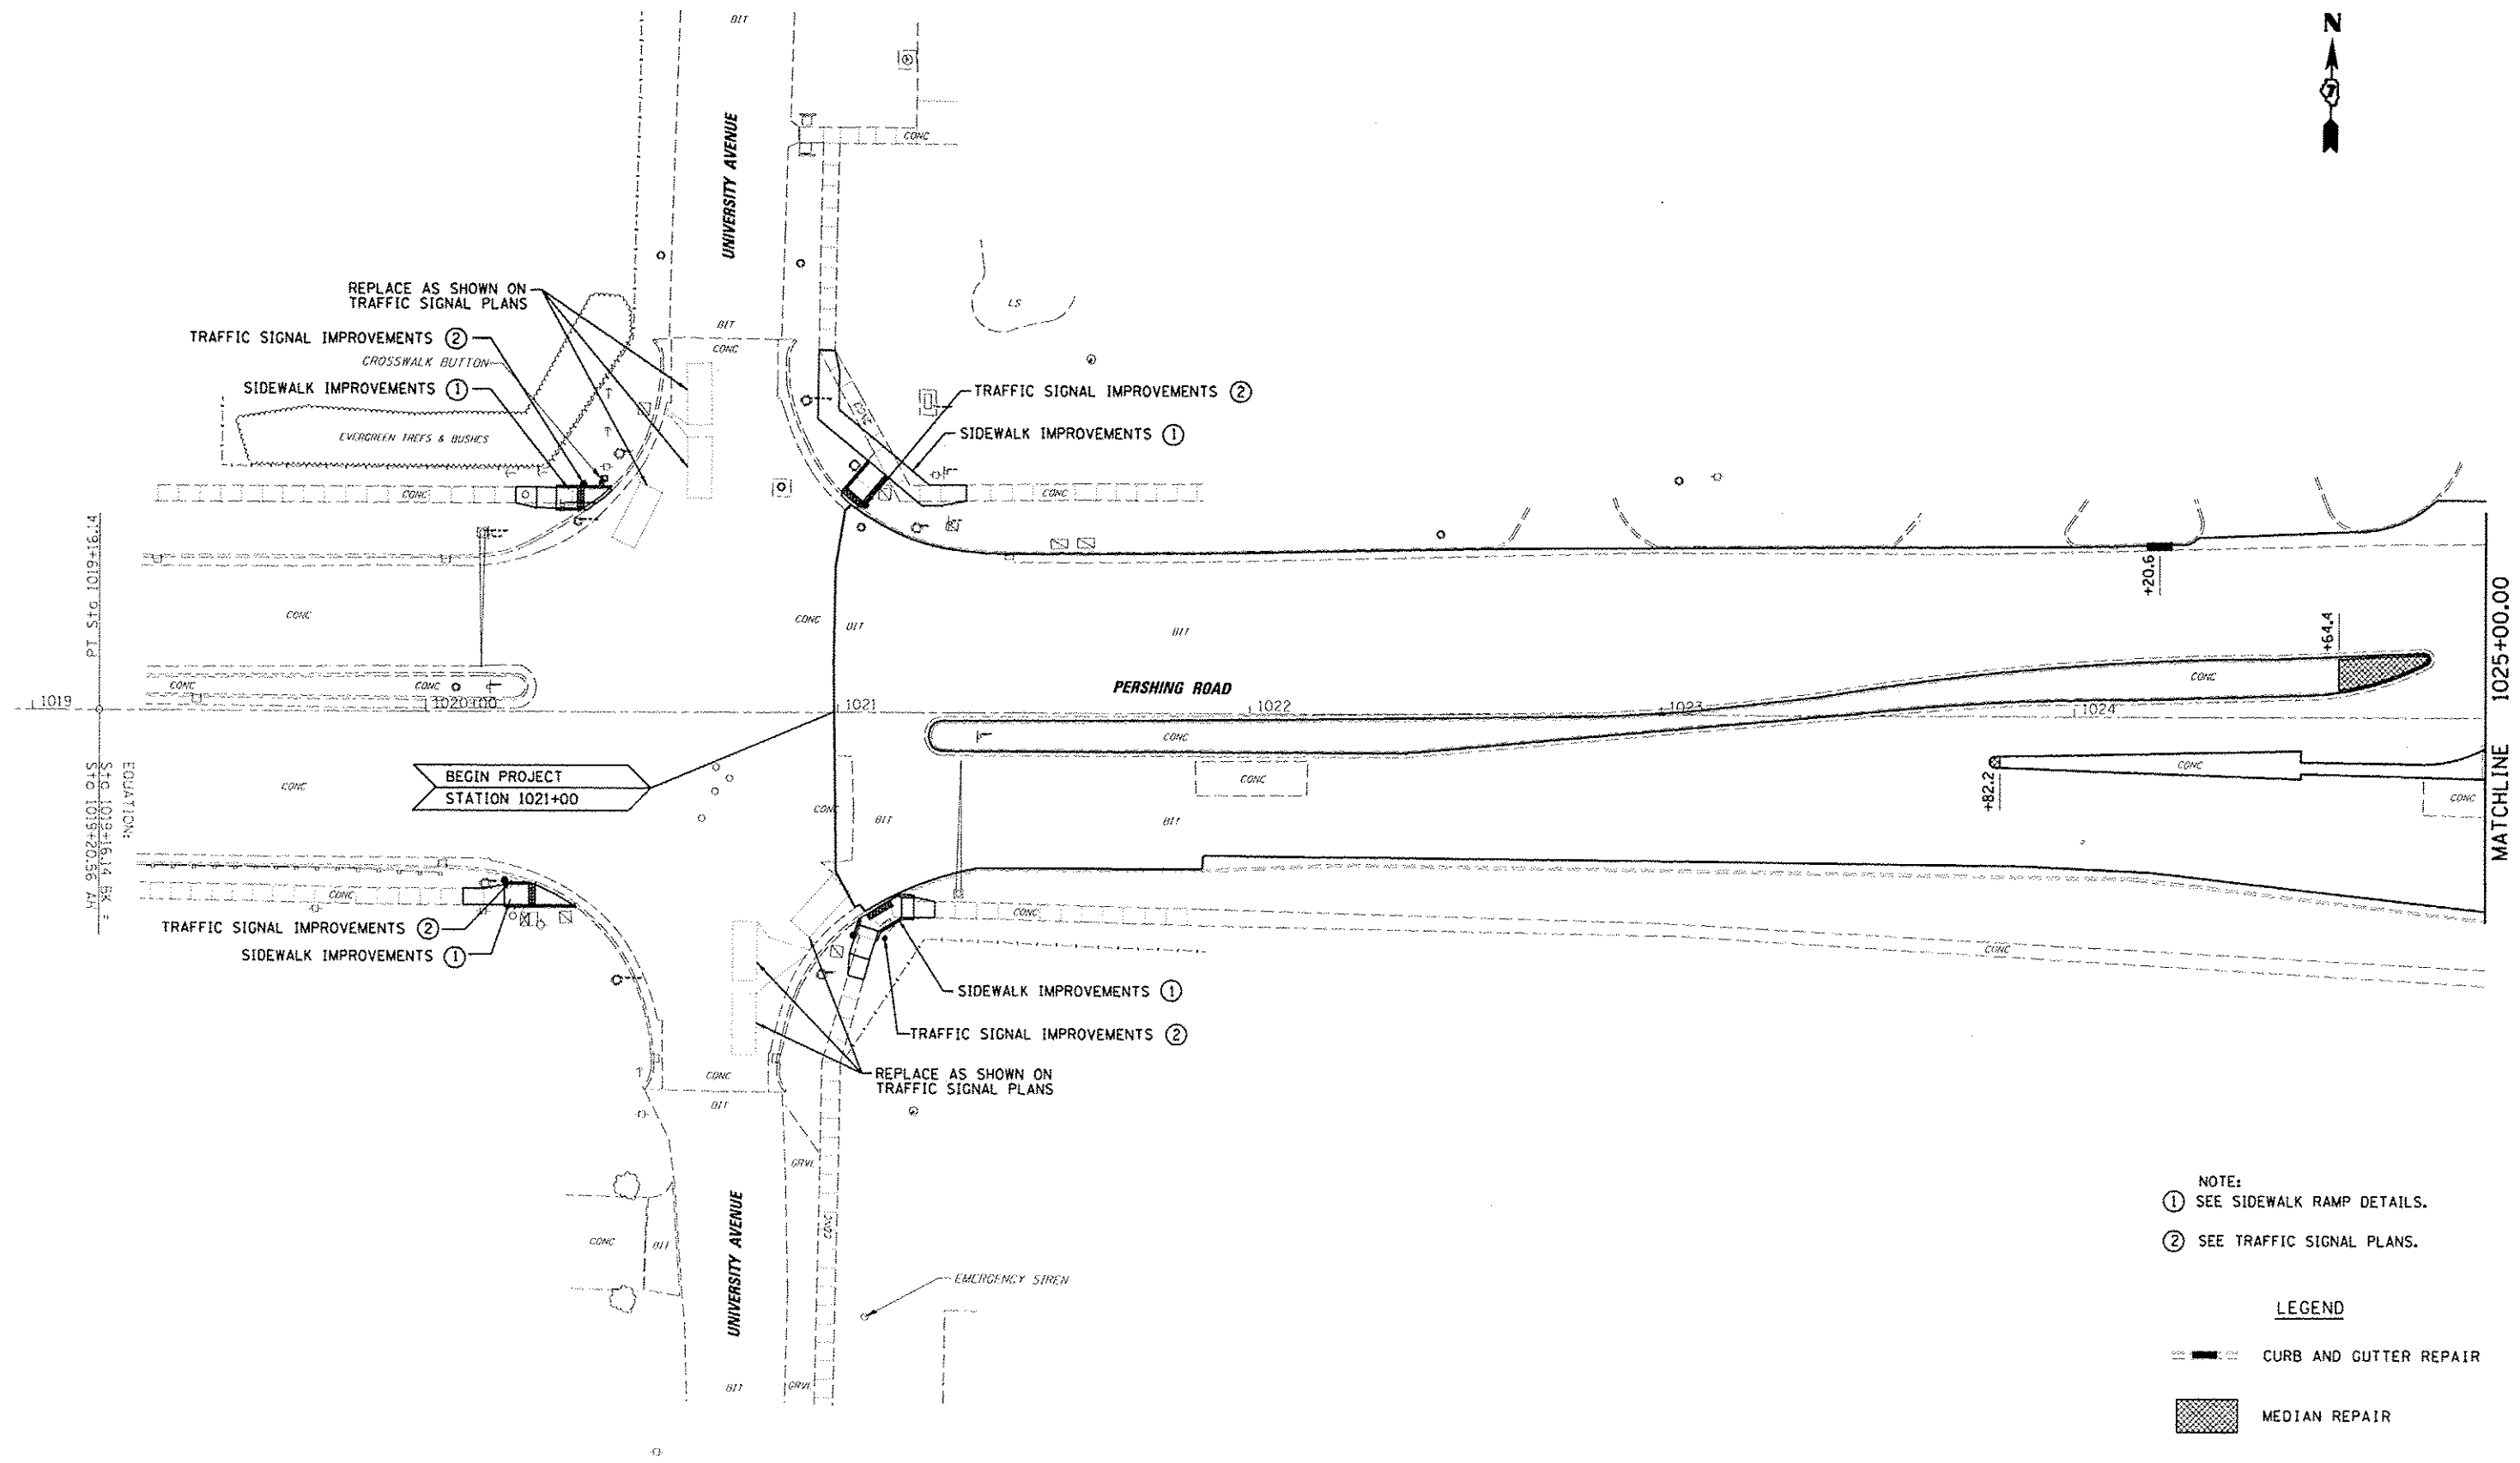 BIT
N
7
CONC
UNIVERSITY AVENUE
REPLACE AS SHOWN ON
TRAFFIC SIGNAL PLANS
LS
BIT
CONC
TRAFFIC SIGNAL IMPROVEMENTS 2
CROSSWALK BUTTON
SIDEWALK IMPROVEMENTS 1
TRAFFIC SIGNAL IMPROVEMENTS 2
CONC
SIDEWALK IMPROVEMENTS 1
EVERGREEN TREES & BUSHES
CONC
CONC
PT Sta 1019+16.14
+20.6
CONC
CONC
BIT
BIT
+64.4
MATCHLINE 1025+00.00
CONC
CONC
CONC
PERSHING ROAD
1019
1020+00
1021
1022
1023
1024
CONC
BEGIN PROJECT
STATION 1021+00
CONC
CONC
CONC
CONC
+82.2
CONC
BIT
BIT
EQUATION:
Sta 1019+16.14 BK =
Sta 1019+20.56 AH
CONC
CONC
TRAFFIC SIGNAL IMPROVEMENTS 2
SIDEWALK IMPROVEMENTS 1
CONC
SIDEWALK IMPROVEMENTS 1
TRAFFIC SIGNAL IMPROVEMENTS 2
CONC
REPLACE AS SHOWN ON
TRAFFIC SIGNAL PLANS
BIT
GRVL
UNIVERSITY AVENUE
CONC
CONC
BIT
EMERGENCY SIREN
BIT
GRVL
NOTE:
1 SEE SIDEWALK RAMP DETAILS.
2 SEE TRAFFIC SIGNAL PLANS.
LEGEND
CURB AND GUTTER REPAIR
MEDIAN REPAIR